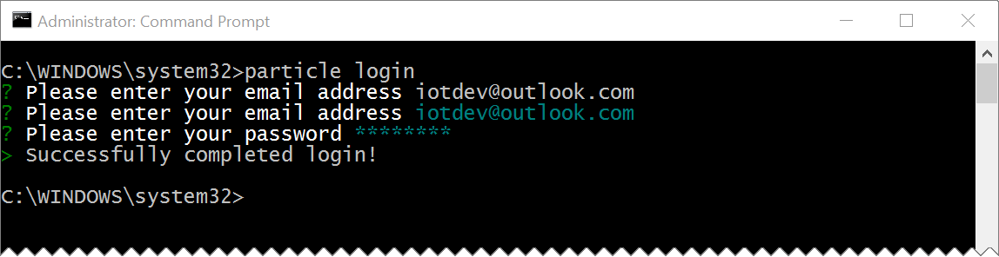 Administrator: Command Prompt
C:\WINDOWS\system32>particle login
? Please enter your email address iotdev@outlook.com
? Please enter your email address iotdev@outlook.com
? Please enter your password ********
> Successfully completed login!
C:\WINDOWS\system32>